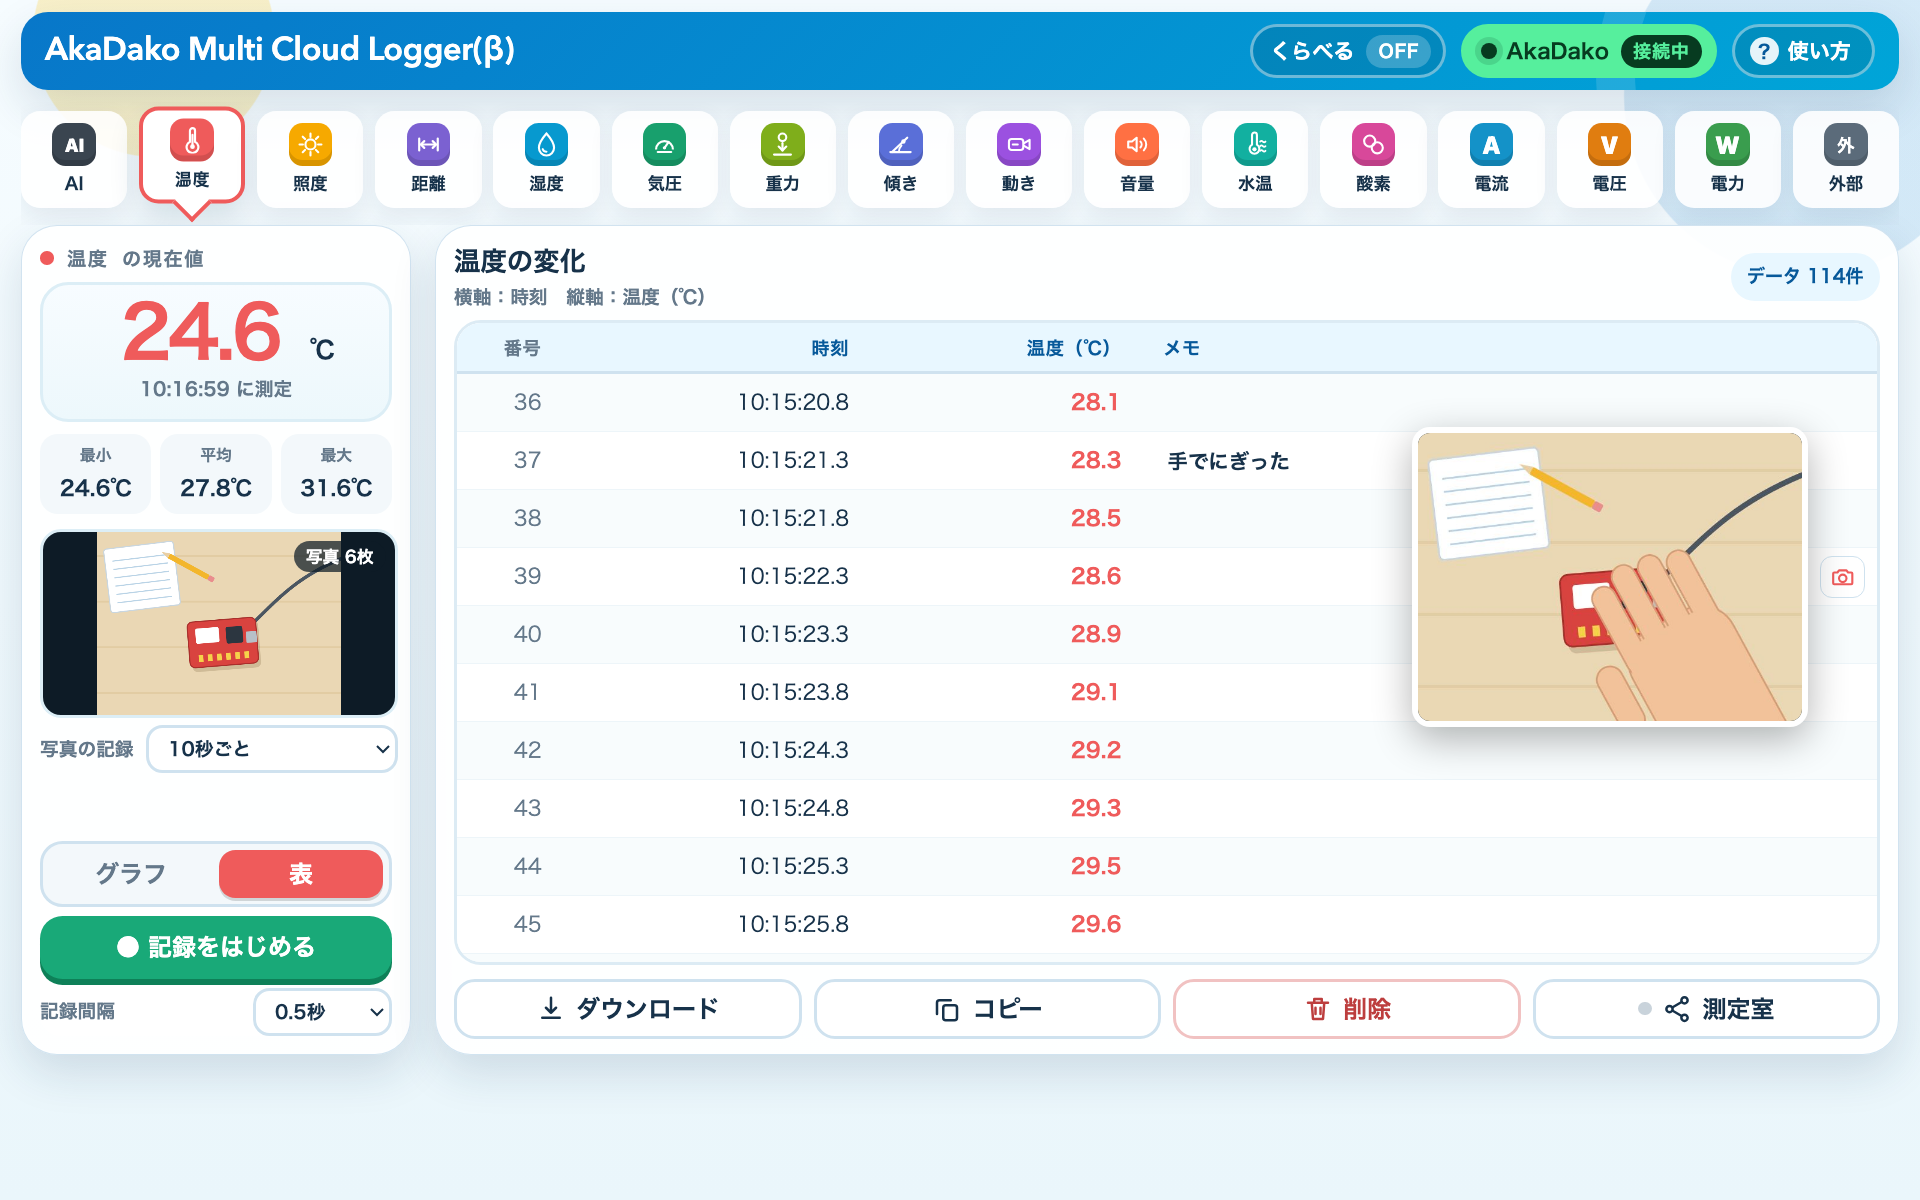 AkaDako Multi Cloud Logger(β)
くらべる OFF
AkaDako 接続中
? 使い方
AI AI
温度
照度
距離
湿度
気圧
重力
傾き
動き
音量
水温
酸素
A 電流
V 電圧
W 電力
外 外部
温度 の現在値
24.6 ℃
10:16:59 に測定
最小 24.6℃
平均 27.8℃
最大 31.6℃
写真 6枚
写真の記録 10秒ごと
グラフ 表
記録をはじめる
記録間隔 0.5秒
温度の変化
横軸：時刻 縦軸：温度（℃）
データ 114件
番号 時刻 温度（℃） メモ
36 10:15:20.8 28.1
37 10:15:21.3 28.3 手でにぎった
38 10:15:21.8 28.5
39 10:15:22.3 28.6
40 10:15:23.3 28.9
41 10:15:23.8 29.1
42 10:15:24.3 29.2
43 10:15:24.8 29.3
44 10:15:25.3 29.5
45 10:15:25.8 29.6
ダウンロード
コピー
削除
測定室